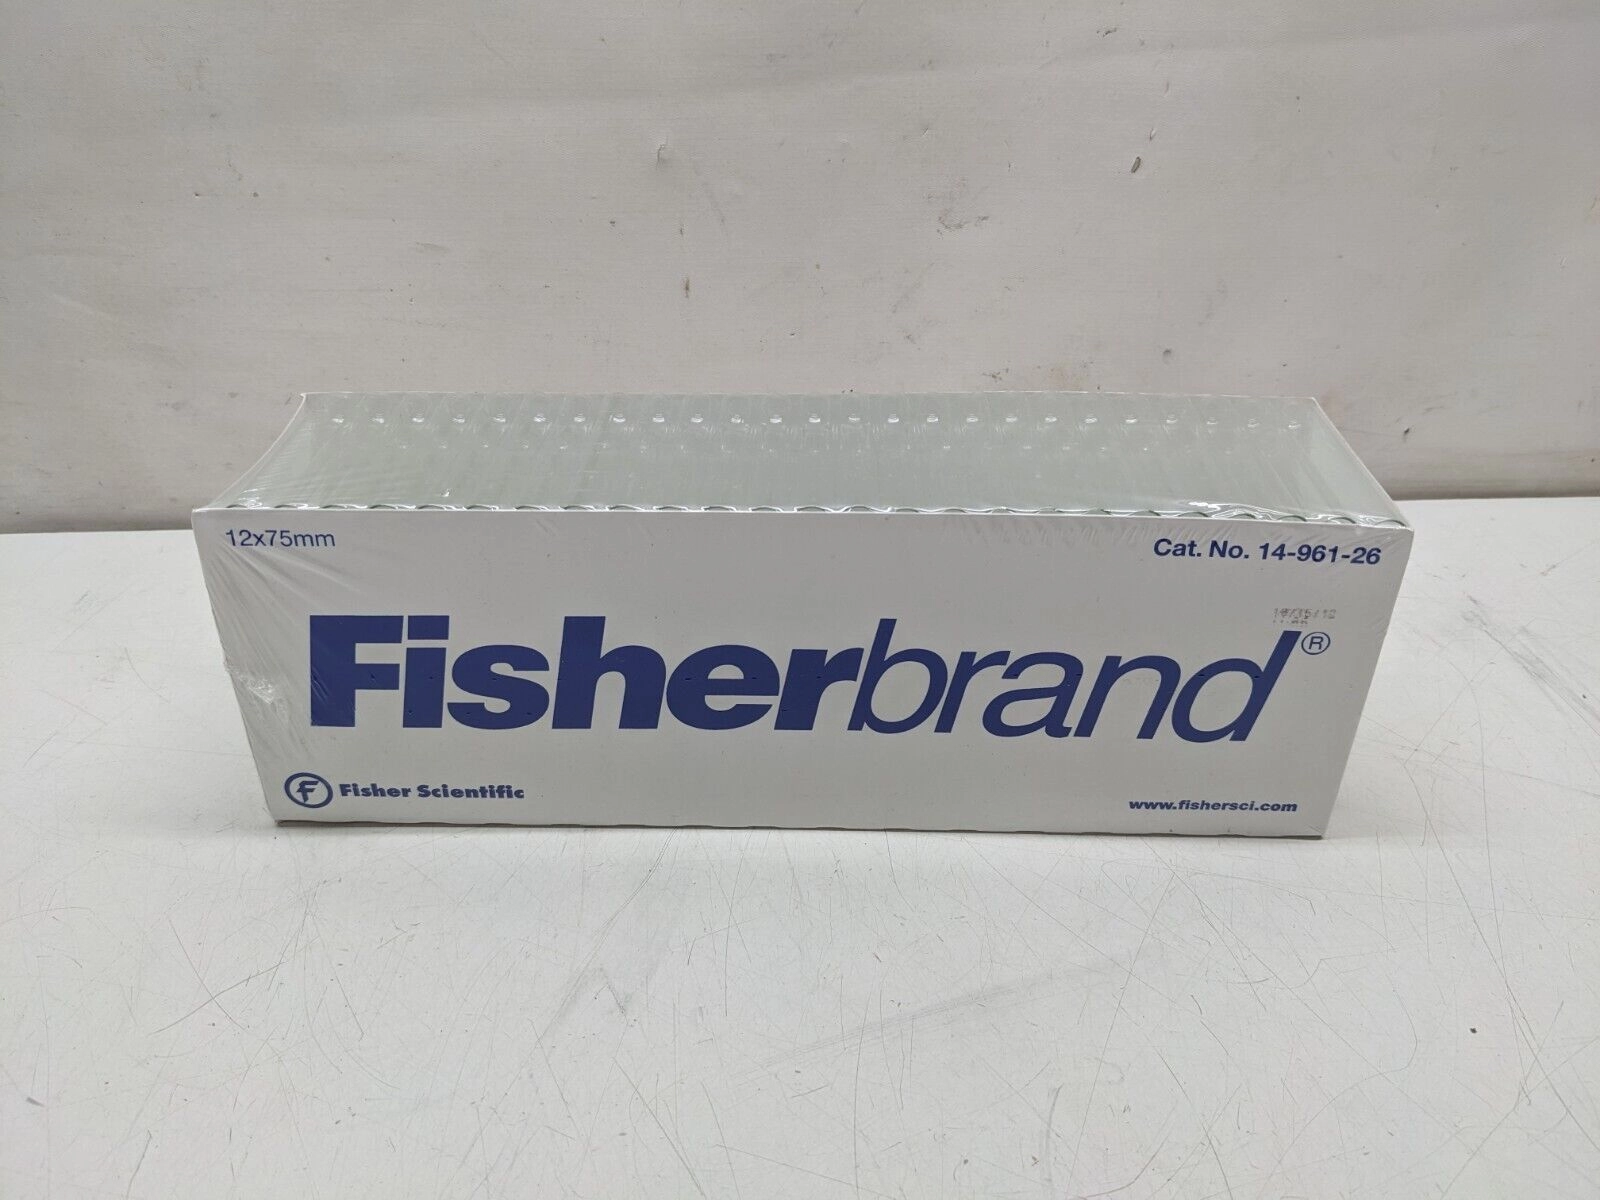 12x75mm
Cat. No. 14-961-26
Fisherbrand®
F Fisher Scientific
www.fishersci.com